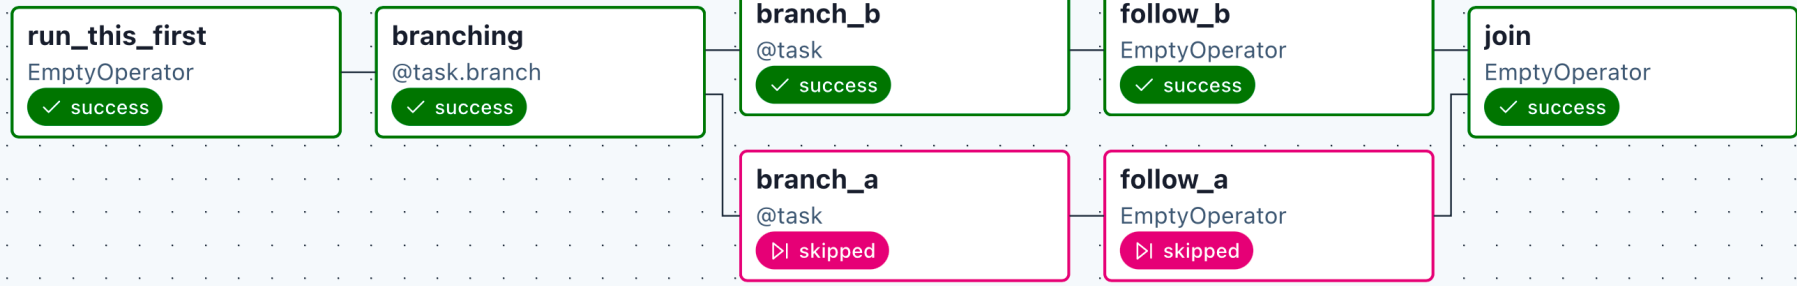 run_this_first
EmptyOperator
success
branching
@task.branch
success
branch_b
@task
success
follow_b
EmptyOperator
success
join
EmptyOperator
success
branch_a
@task
skipped
follow_a
EmptyOperator
skipped